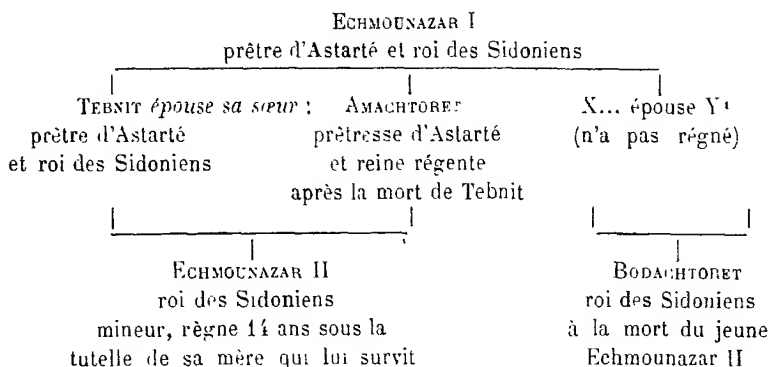 ECHMOUNAZAR I
prêtre d'Astarté et roi des Sidoniens
TEBNIT épouse sa sœur :
prêtre d'Astarté
et roi des Sidoniens
AMACHTORET
prêtresse d'Astarté
et reine régente
après la mort de Tebnit
X... épouse Y¹
(n'a pas régné)
ECHMOUNAZAR II
roi des Sidoniens
mineur, règne 14 ans sous la
tutelle de sa mère qui lui survit
BODACHTORET
roi des Sidoniens
à la mort du jeune
Echmounazar II